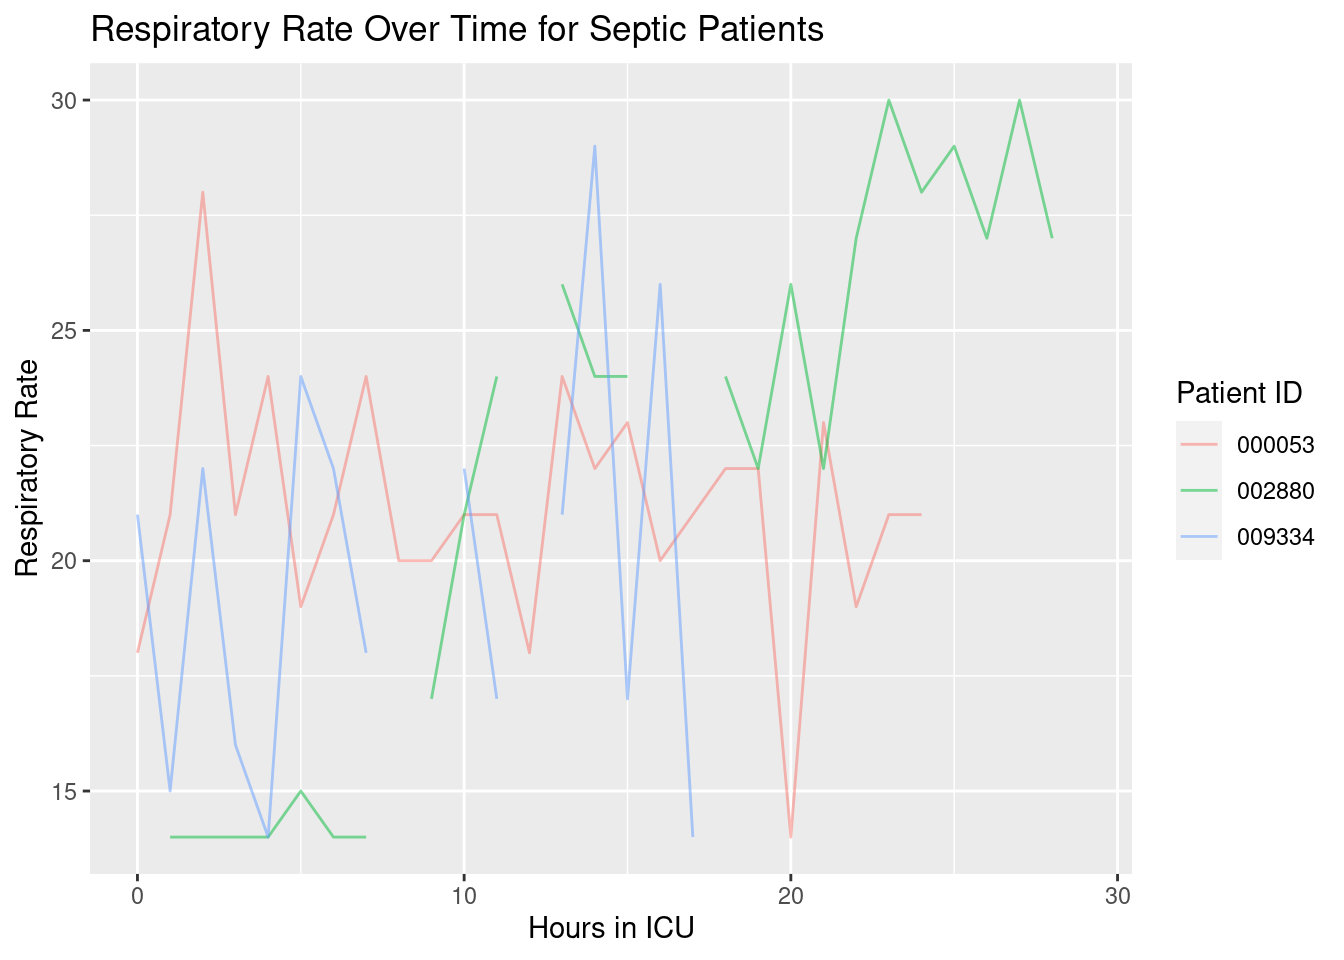 Respiratory Rate Over Time for Septic Patients
30
25
20
15
Respiratory Rate
0
10
20
30
Hours in ICU
Patient ID
000053
002880
009334